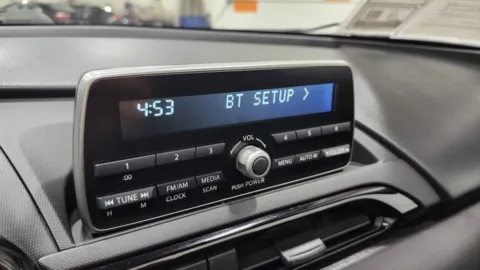 4:53 BT SETUP >
VOL
1 2 3 4 5 6
:00
TUNE FM/AM MEDIA MENU AUTO-M
SCAN
H M CLOCK PUSH POWER